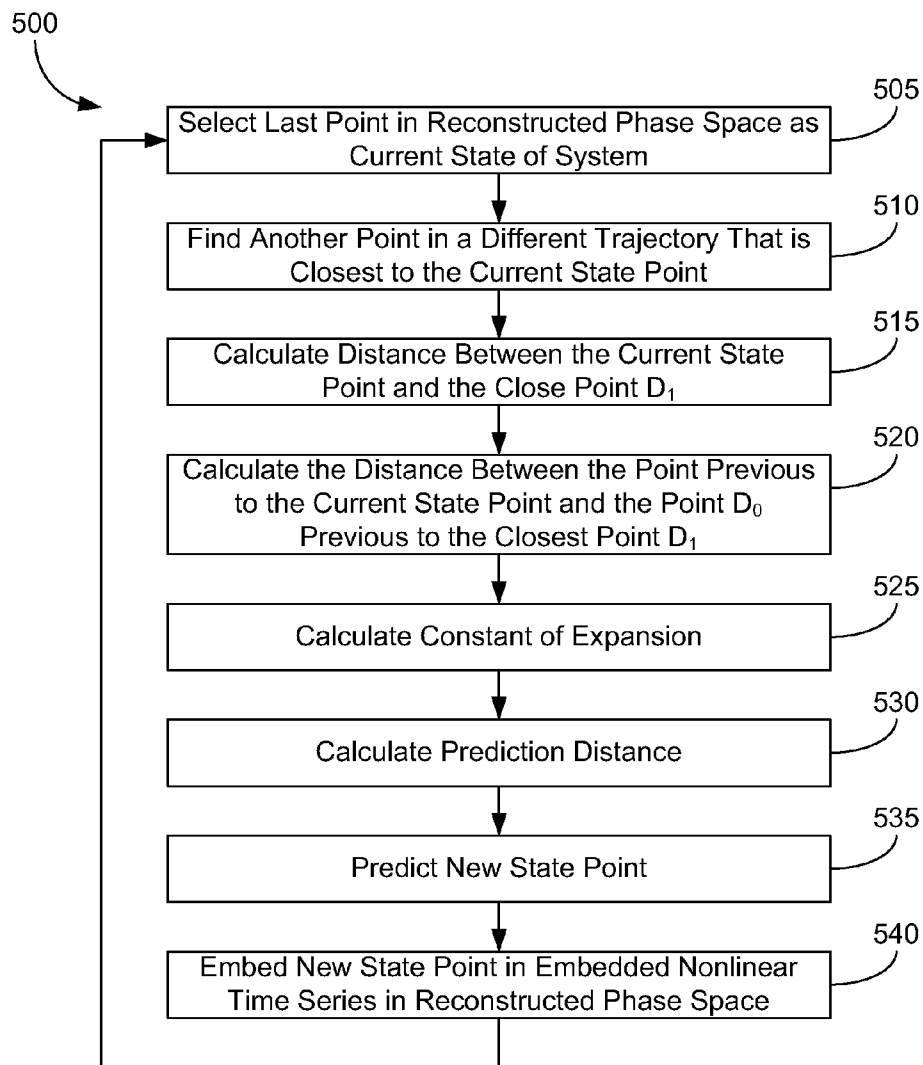 500
505
Select Last Point in Reconstructed Phase Space as
Current State of System
510
Find Another Point in a Different Trajectory That is
Closest to the Current State Point
515
Calculate Distance Between the Current State
Point and the Close Point D₁
520
Calculate the Distance Between the Point Previous
to the Current State Point and the Point D₀
Previous to the Closest Point D₁
525
Calculate Constant of Expansion
530
Calculate Prediction Distance
535
Predict New State Point
540
Embed New State Point in Embedded Nonlinear
Time Series in Reconstructed Phase Space